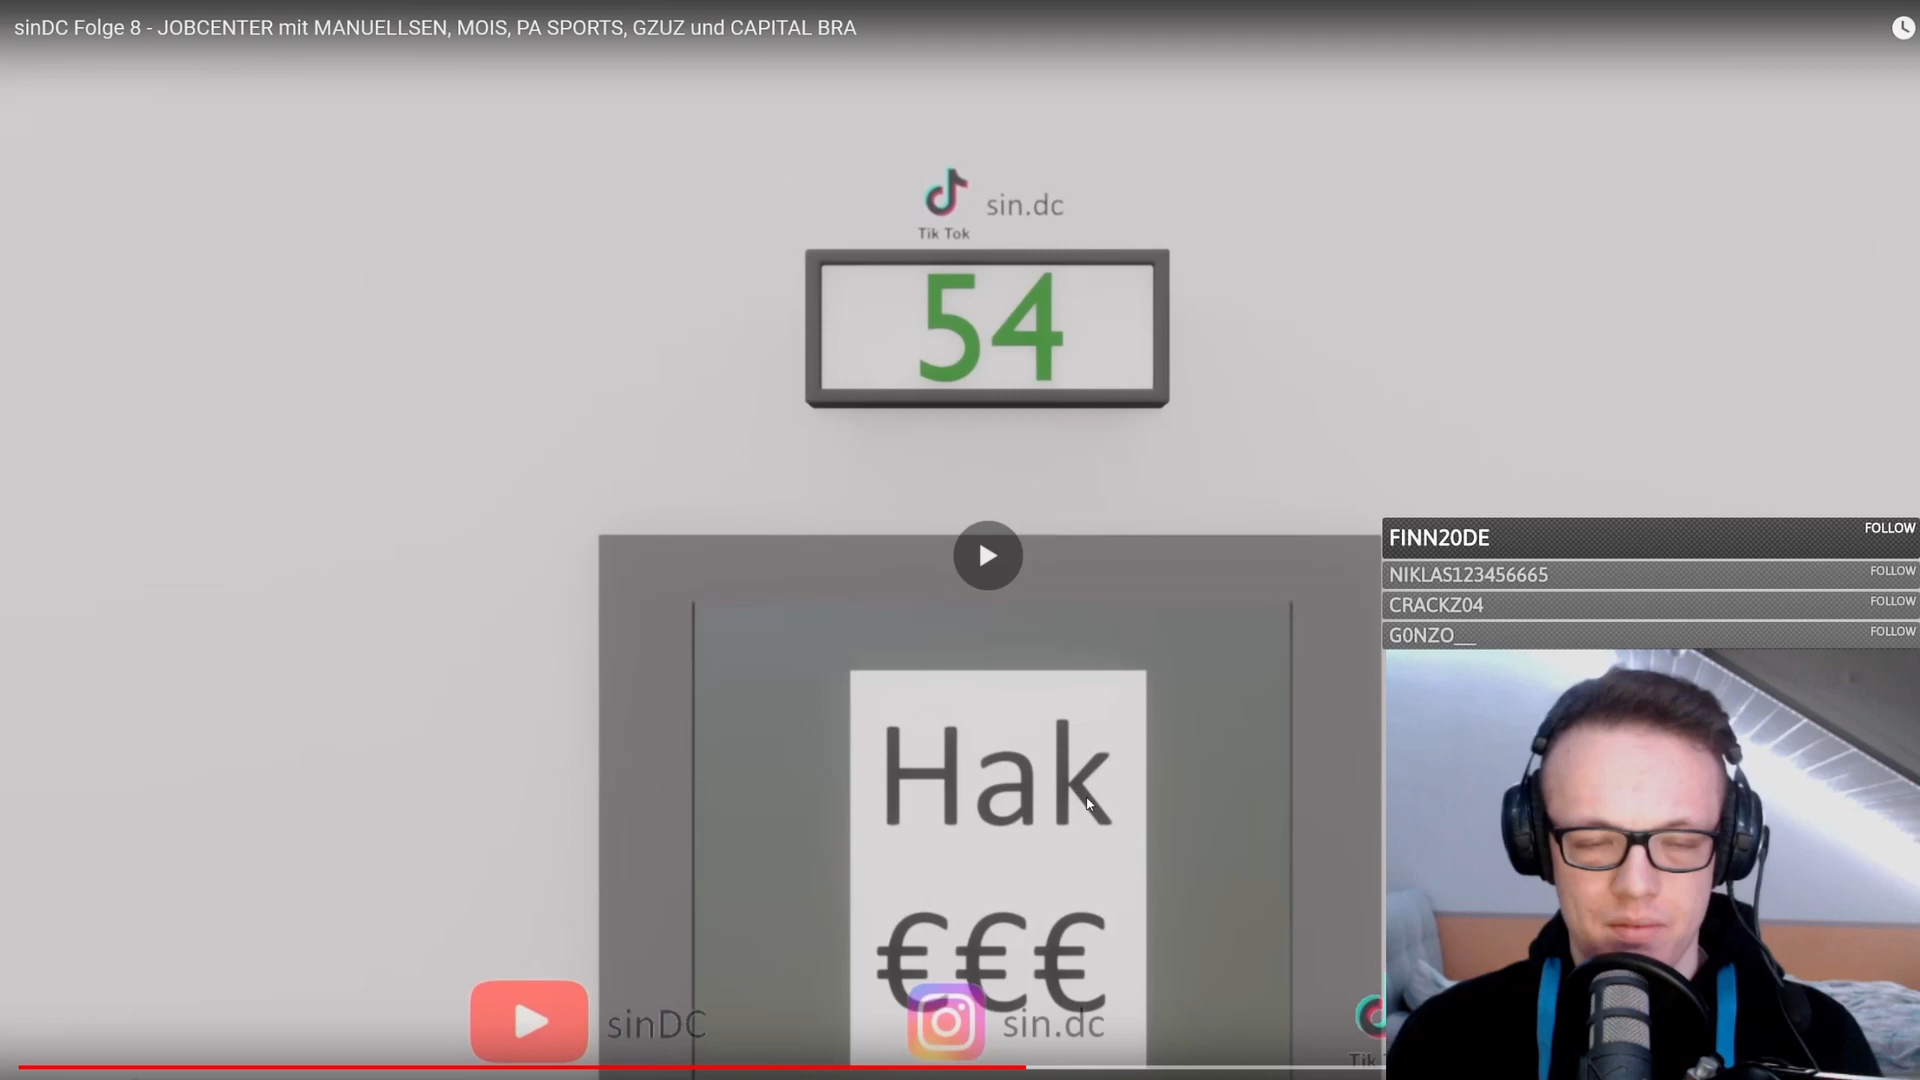 sinDC Folge 8 - JOBCENTER mit MANUELLSEN, MOIS, PA SPORTS, GZUZ und CAPITAL BRA
Tik Tok
sin.dc
54
FINN20DE FOLLOW
NIKLAS123456665 FOLLOW
CRACKZ04 FOLLOW
G0NZO__ FOLLOW
Hak
€€€
sinDC
sin.dc
Tik